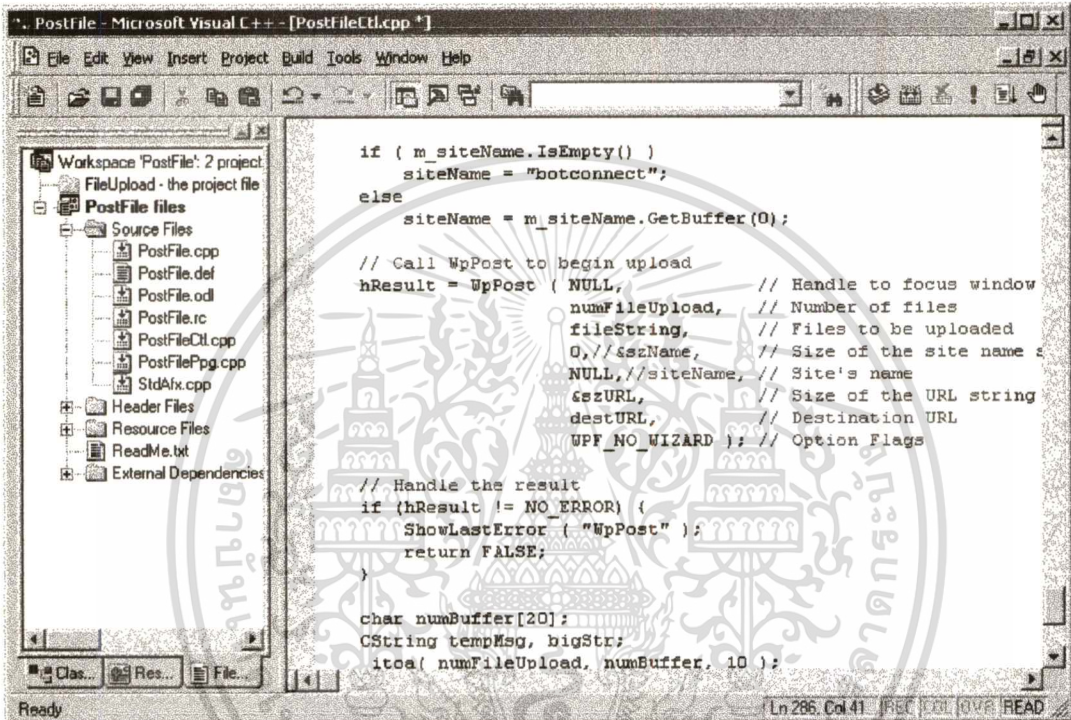 PostFile - Microsoft Visual C++ - [PostFileCtl.cpp *]
File Edit View Insert Project Build Tools Window Help
Workspace 'PostFile': 2 project
FileUpload - the project file
PostFile files
Source Files
PostFile.cpp
PostFile.def
PostFile.odl
PostFile.rc
PostFileCtl.cpp
PostFilePpg.cpp
StdAfx.cpp
Header Files
Resource Files
ReadMe.txt
External Dependencies
Clas... Res... File...
if ( m_siteName.IsEmpty() )
siteName = "botconnect";
else
siteName = m_siteName.GetBuffer(0);
// Call WpPost to begin upload
hResult = WpPost ( NULL, // Handle to focus window
numFileUpload, // Number of files
fileString, // Files to be uploaded
0,//&szName, // Size of the site name s
NULL,//siteName, // Site's name
&szURL, // Size of the URL string
destURL, // Destination URL
WPF_NO_WIZARD ); // Option Flags
// Handle the result
if (hResult != NO_ERROR) {
ShowLastError ( "WpPost" );
return FALSE;
}
char numBuffer[20];
CString tempMsg, bigStr;
_itoa( numFileUpload, numBuffer, 10 );
Ready
Ln 286, Col 41 REC COL OVR READ